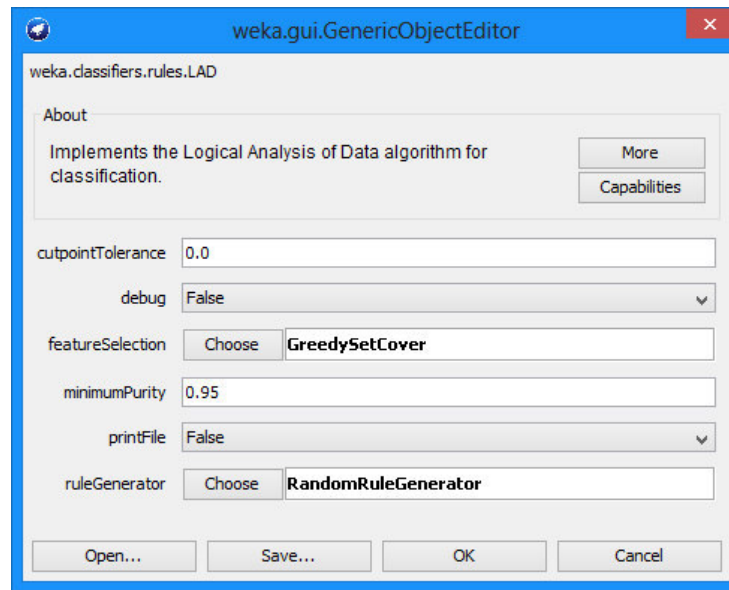 weka.gui.GenericObjectEditor
weka.classifiers.rules.LAD
About
Implements the Logical Analysis of Data algorithm for
classification.
More
Capabilities
cutpointTolerance 0.0
debug False
featureSelection Choose GreedySetCover
minimumPurity 0.95
printFile False
ruleGenerator Choose RandomRuleGenerator
Open... Save... OK Cancel